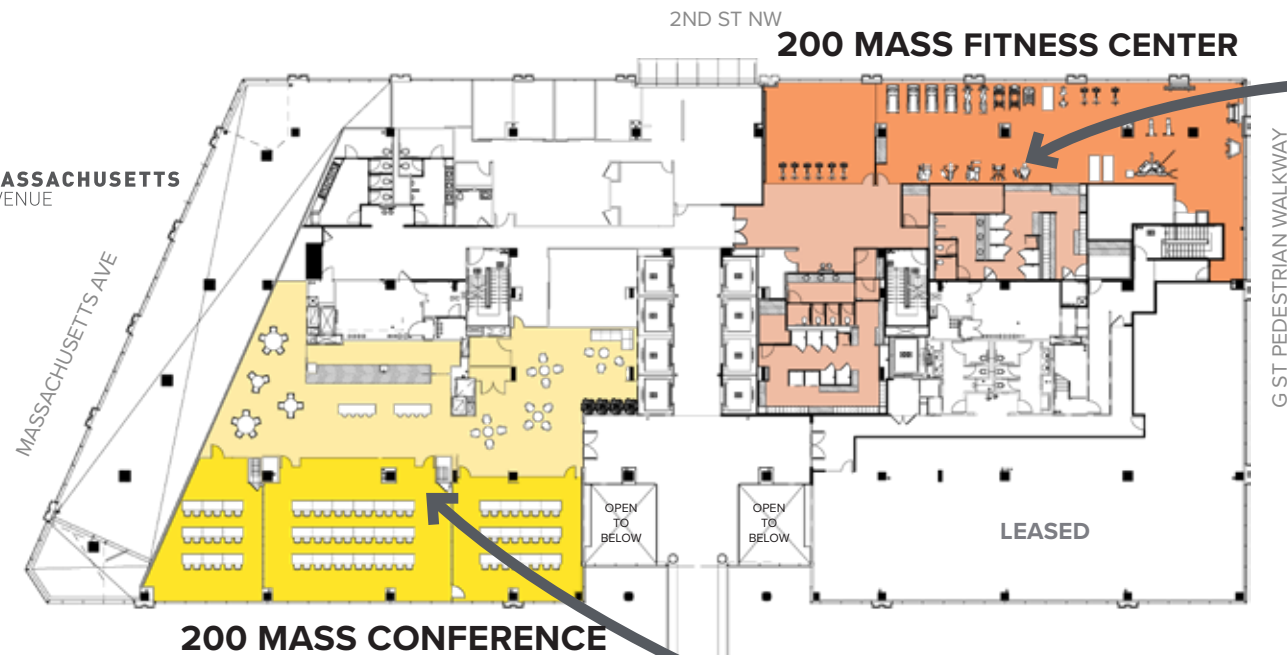 2ND ST NW
200 MASS FITNESS CENTER
ASSACHUSETTS
VENUE
MASSACHUSETTS AVE
G ST PEDESTRIAN WALKWAY
OPEN
TO
BELOW
OPEN
TO
BELOW
LEASED
200 MASS CONFERENCE